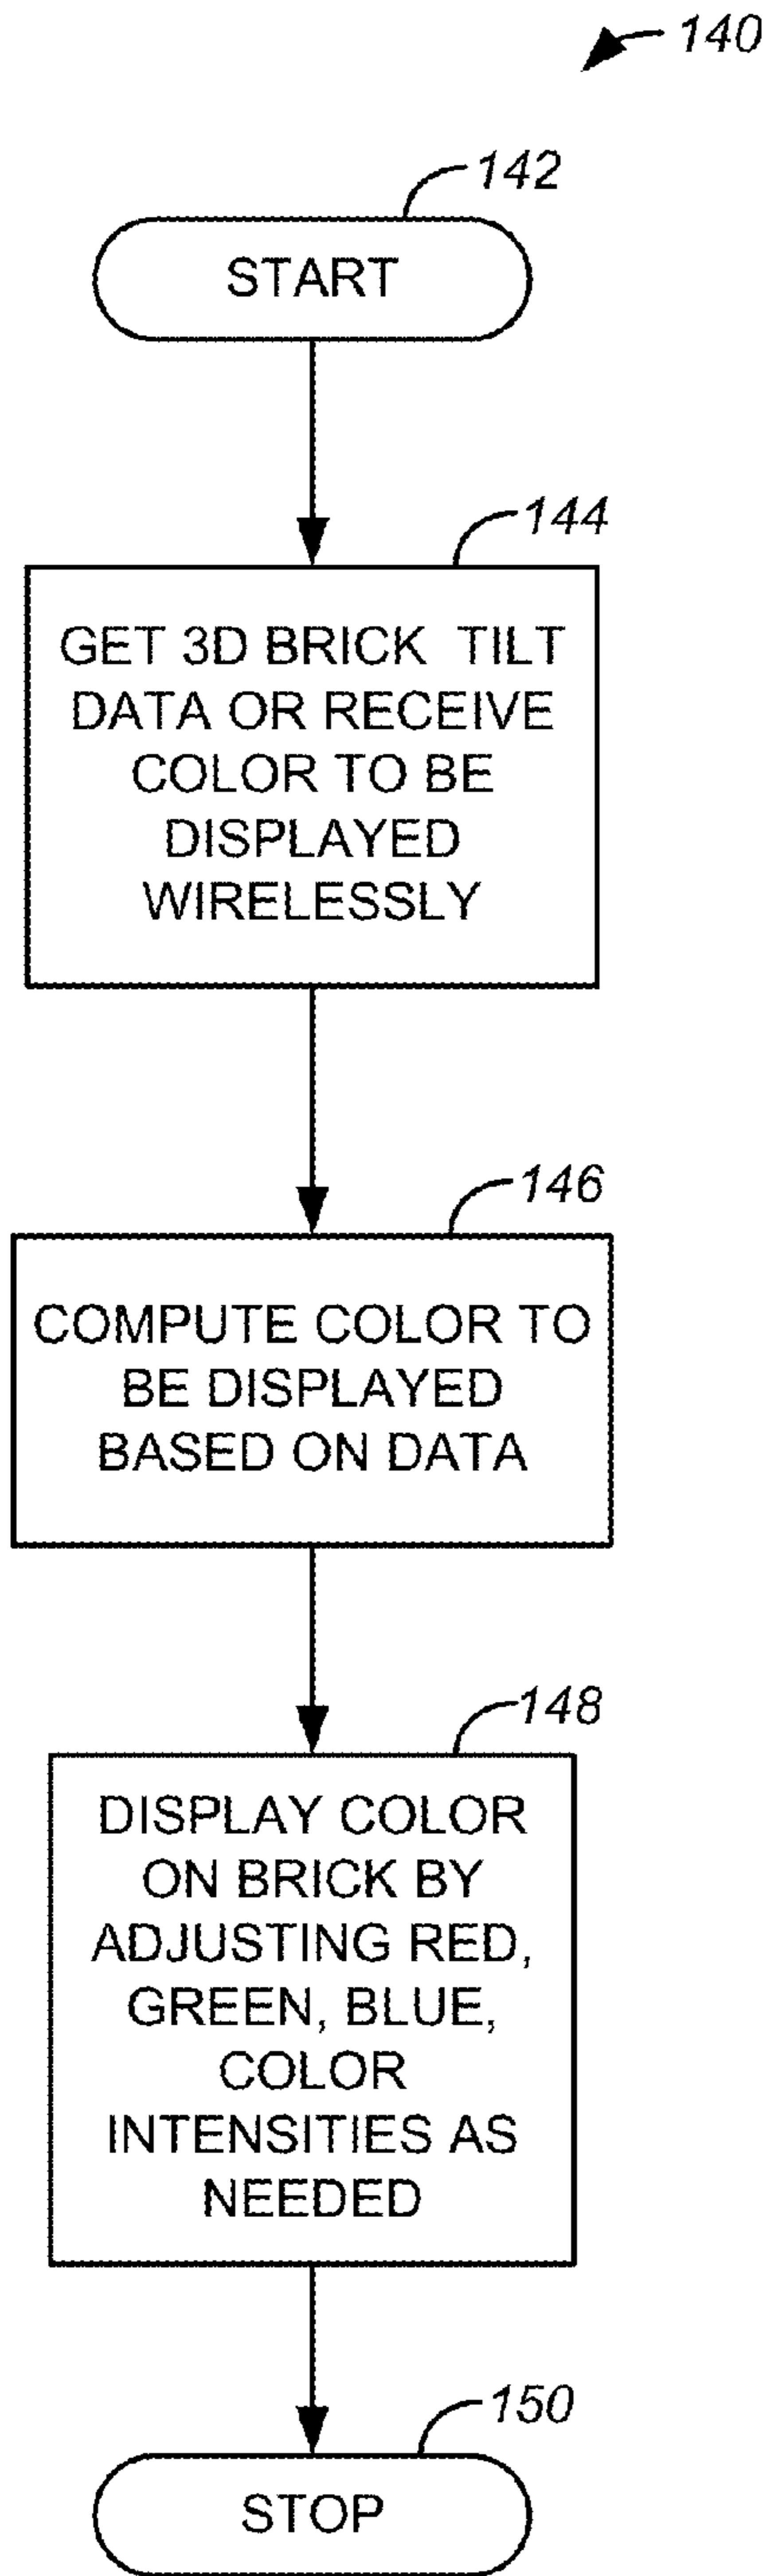 140
142
START
144
GET 3D BRICK TILT
DATA OR RECEIVE
COLOR TO BE
DISPLAYED
WIRELESSLY
146
COMPUTE COLOR TO
BE DISPLAYED
BASED ON DATA
148
DISPLAY COLOR
ON BRICK BY
ADJUSTING RED,
GREEN, BLUE,
COLOR
INTENSITIES AS
NEEDED
150
STOP